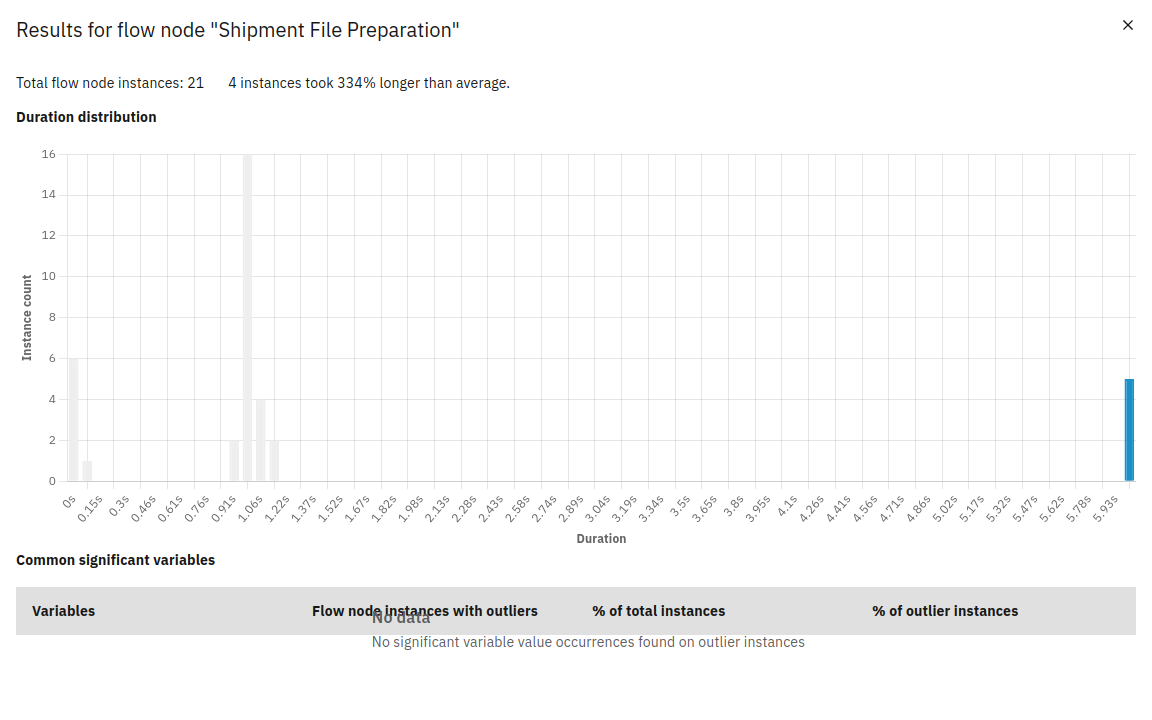 Results for flow node "Shipment File Preparation"
Total flow node instances: 21 4 instances took 334% longer than average.
Duration distribution
16
14
12
10
8
6
4
2
0
Instance count
0s 0.15s 0.3s 0.46s 0.61s 0.76s 0.91s 1.06s 1.22s 1.37s 1.52s 1.67s 1.82s 1.98s 2.13s 2.28s 2.43s 2.58s 2.74s 2.89s 3.04s 3.19s 3.34s 3.5s 3.65s 3.8s 3.95s 4.1s 4.26s 4.41s 4.56s 4.71s 4.86s 5.02s 5.17s 5.32s 5.47s 5.62s 5.78s 5.93s
Duration
Common significant variables
Variables Flow node instances with outliers % of total instances % of outlier instances
No data
No significant variable value occurrences found on outlier instances